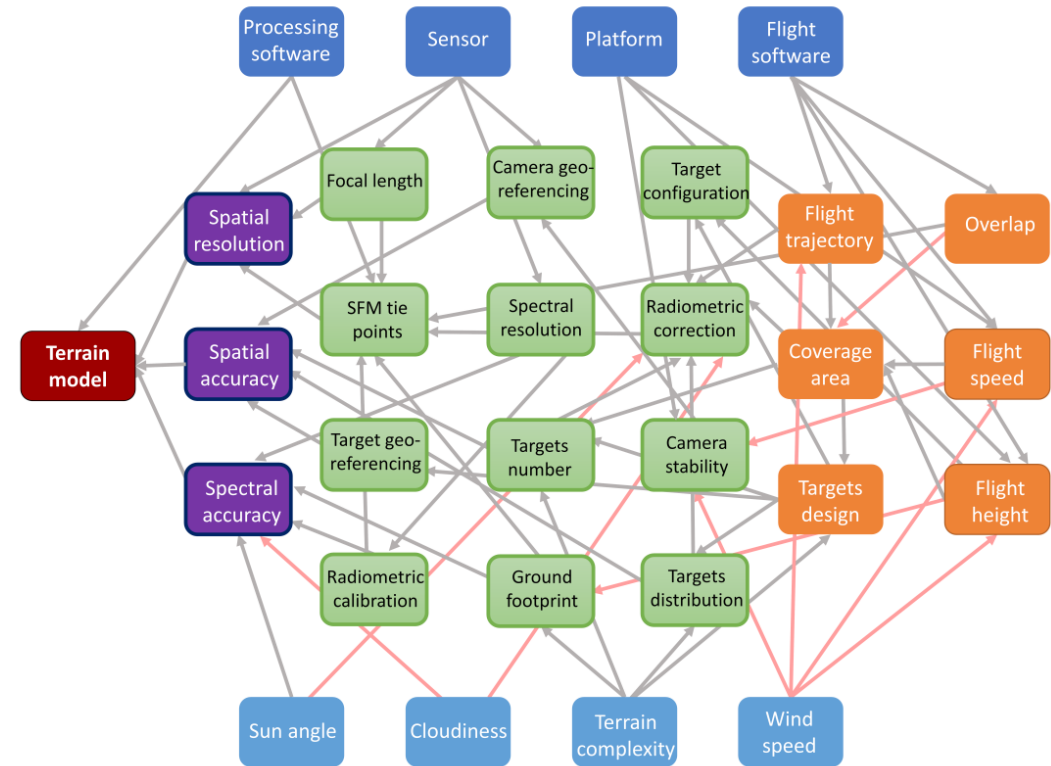 Processing
software
Sensor
Platform
Flight
software
Focal length
Camera geo-
referencing
Target
configuration
Spatial
resolution
Flight
trajectory
Overlap
SFM tie
points
Spectral
resolution
Radiometric
correction
Terrain
model
Spatial
accuracy
Coverage
area
Flight
speed
Target geo-
referencing
Targets
number
Camera
stability
Spectral
accuracy
Targets
design
Flight
height
Radiometric
calibration
Ground
footprint
Targets
distribution
Sun angle
Cloudiness
Terrain
complexity
Wind
speed